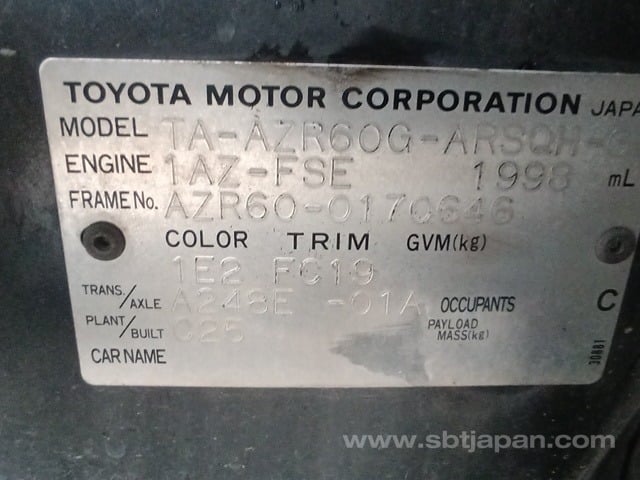 TOYOTA MOTOR CORPORATION JAPA
MODEL TA-AZR60G-ARSQH-
ENGINE 1AZ-FSE 1998 mL
FRAME No. AZR60-0170646
COLOR TRIM GVM(kg)
1E2 FC19
TRANS./AXLE A248E -01A OCCUPANTS C
PLANT/BUILT C25 PAYLOAD MASS(kg)
CAR NAME
30881
www.sbtjapan.com